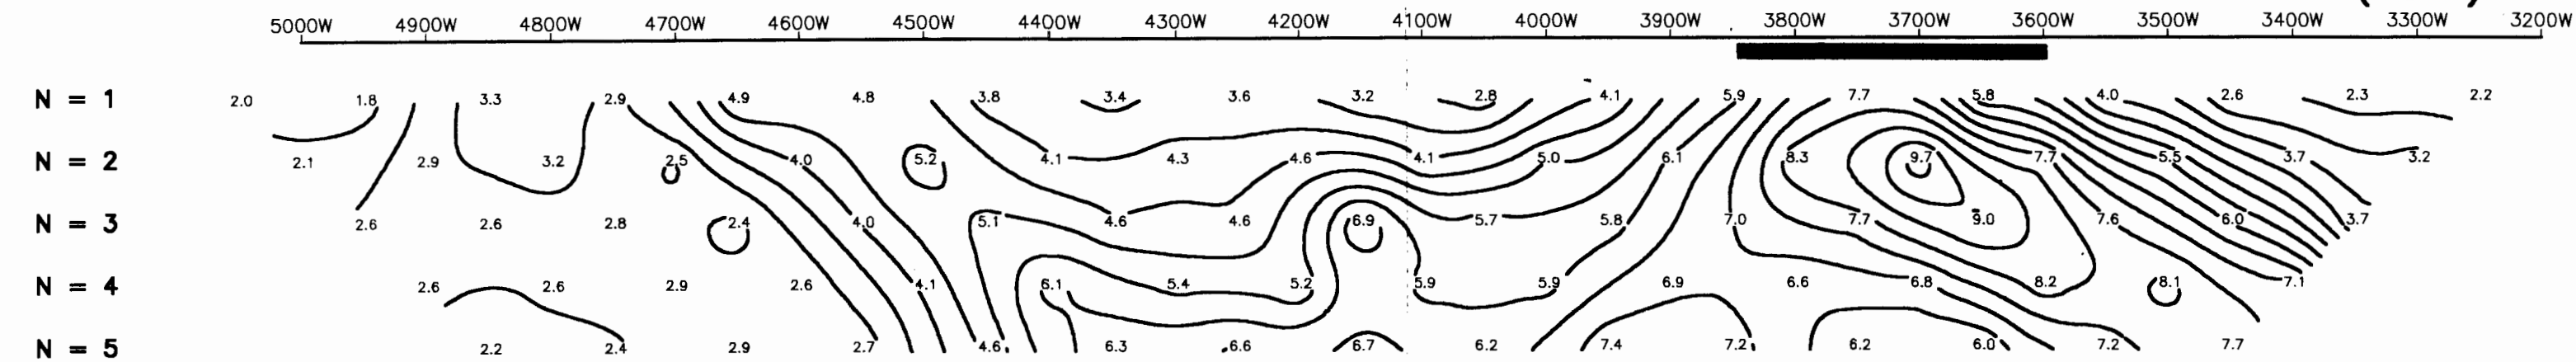 5000W 4900W 4800W 4700W 4600W 4500W 4400W 4300W 4200W 4100W 4000W 3900W 3800W 3700W 3600W 3500W 3400W 3300W 3200W
N = 1 2.0 1.8 3.3 2.9 4.9 4.8 3.8 3.4 3.6 3.2 2.8 4.1 5.9 7.7 5.8 4.0 2.6 2.3 2.2
N = 2 2.1 2.9 3.2 2.5 4.0 5.2 4.1 4.3 4.6 4.1 5.0 6.1 8.3 9.7 7.7 5.5 3.7 3.2
N = 3 2.6 2.6 2.8 2.4 4.0 5.1 4.6 4.6 6.9 5.7 5.8 7.0 7.7 9.0 7.6 6.0 3.7
N = 4 2.6 2.6 2.9 2.6 4.1 6.1 5.4 5.2 5.9 5.9 6.9 6.6 6.8 8.2 8.1 7.1
N = 5 2.2 2.4 2.9 2.7 4.6 6.3 6.6 6.7 6.2 7.4 7.2 6.2 6.0 7.2 7.7